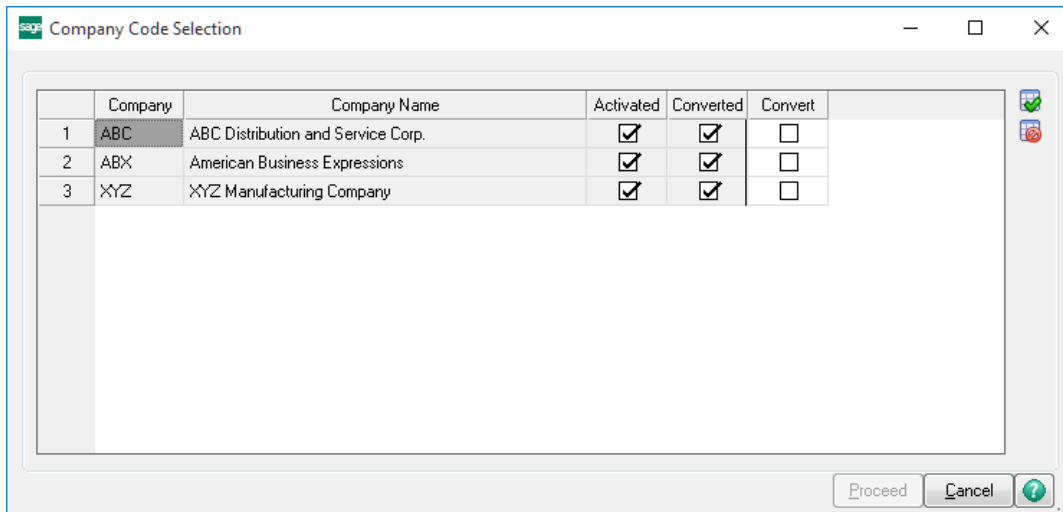 sage Company Code Selection
Company Company Name Activated Converted Convert
1 ABC ABC Distribution and Service Corp.
2 ABX American Business Expressions
3 XYZ XYZ Manufacturing Company
Proceed Cancel ?